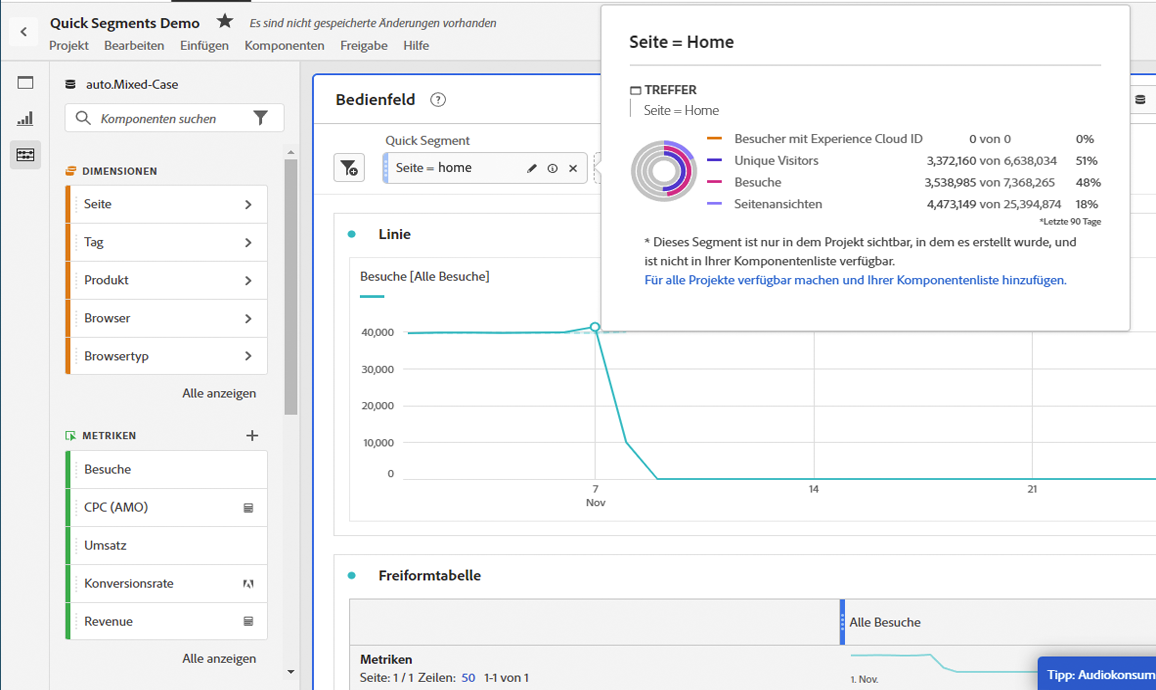 Quick Segments Demo Es sind nicht gespeicherte Änderungen vorhanden
Projekt Bearbeiten Einfügen Komponenten Freigabe Hilfe
auto.Mixed-Case
Komponenten suchen
DIMENSIONEN
Seite
Tag
Produkt
Browser
Browsertyp
Alle anzeigen
METRIKEN
Besuche
CPC (AMO)
Umsatz
Konversionsrate
Revenue
Alle anzeigen
Bedienfeld ?
Quick Segment
Seite = home
Seite = Home
TREFFER
Seite = Home
Besucher mit Experience Cloud ID 0 von 0 0%
Unique Visitors 3,372,160 von 6,638,034 51%
Besuche 3,538,985 von 7,368,265 48%
Seitenansichten 4,473,149 von 25,394,874 18%
*Letzte 90 Tage
* Dieses Segment ist nur in dem Projekt sichtbar, in dem es erstellt wurde, und
ist nicht in Ihrer Komponentenliste verfügbar.
Für alle Projekte verfügbar machen und Ihrer Komponentenliste hinzufügen.
Linie
Besuche [Alle Besuche]
40,000
30,000
20,000
10,000
0
7 14 21
Nov
Freiformtabelle
Alle Besuche
Metriken
Seite: 1 / 1 Zeilen: 50 1-1 von 1
1. Nov.
Tipp: Audiokonsum